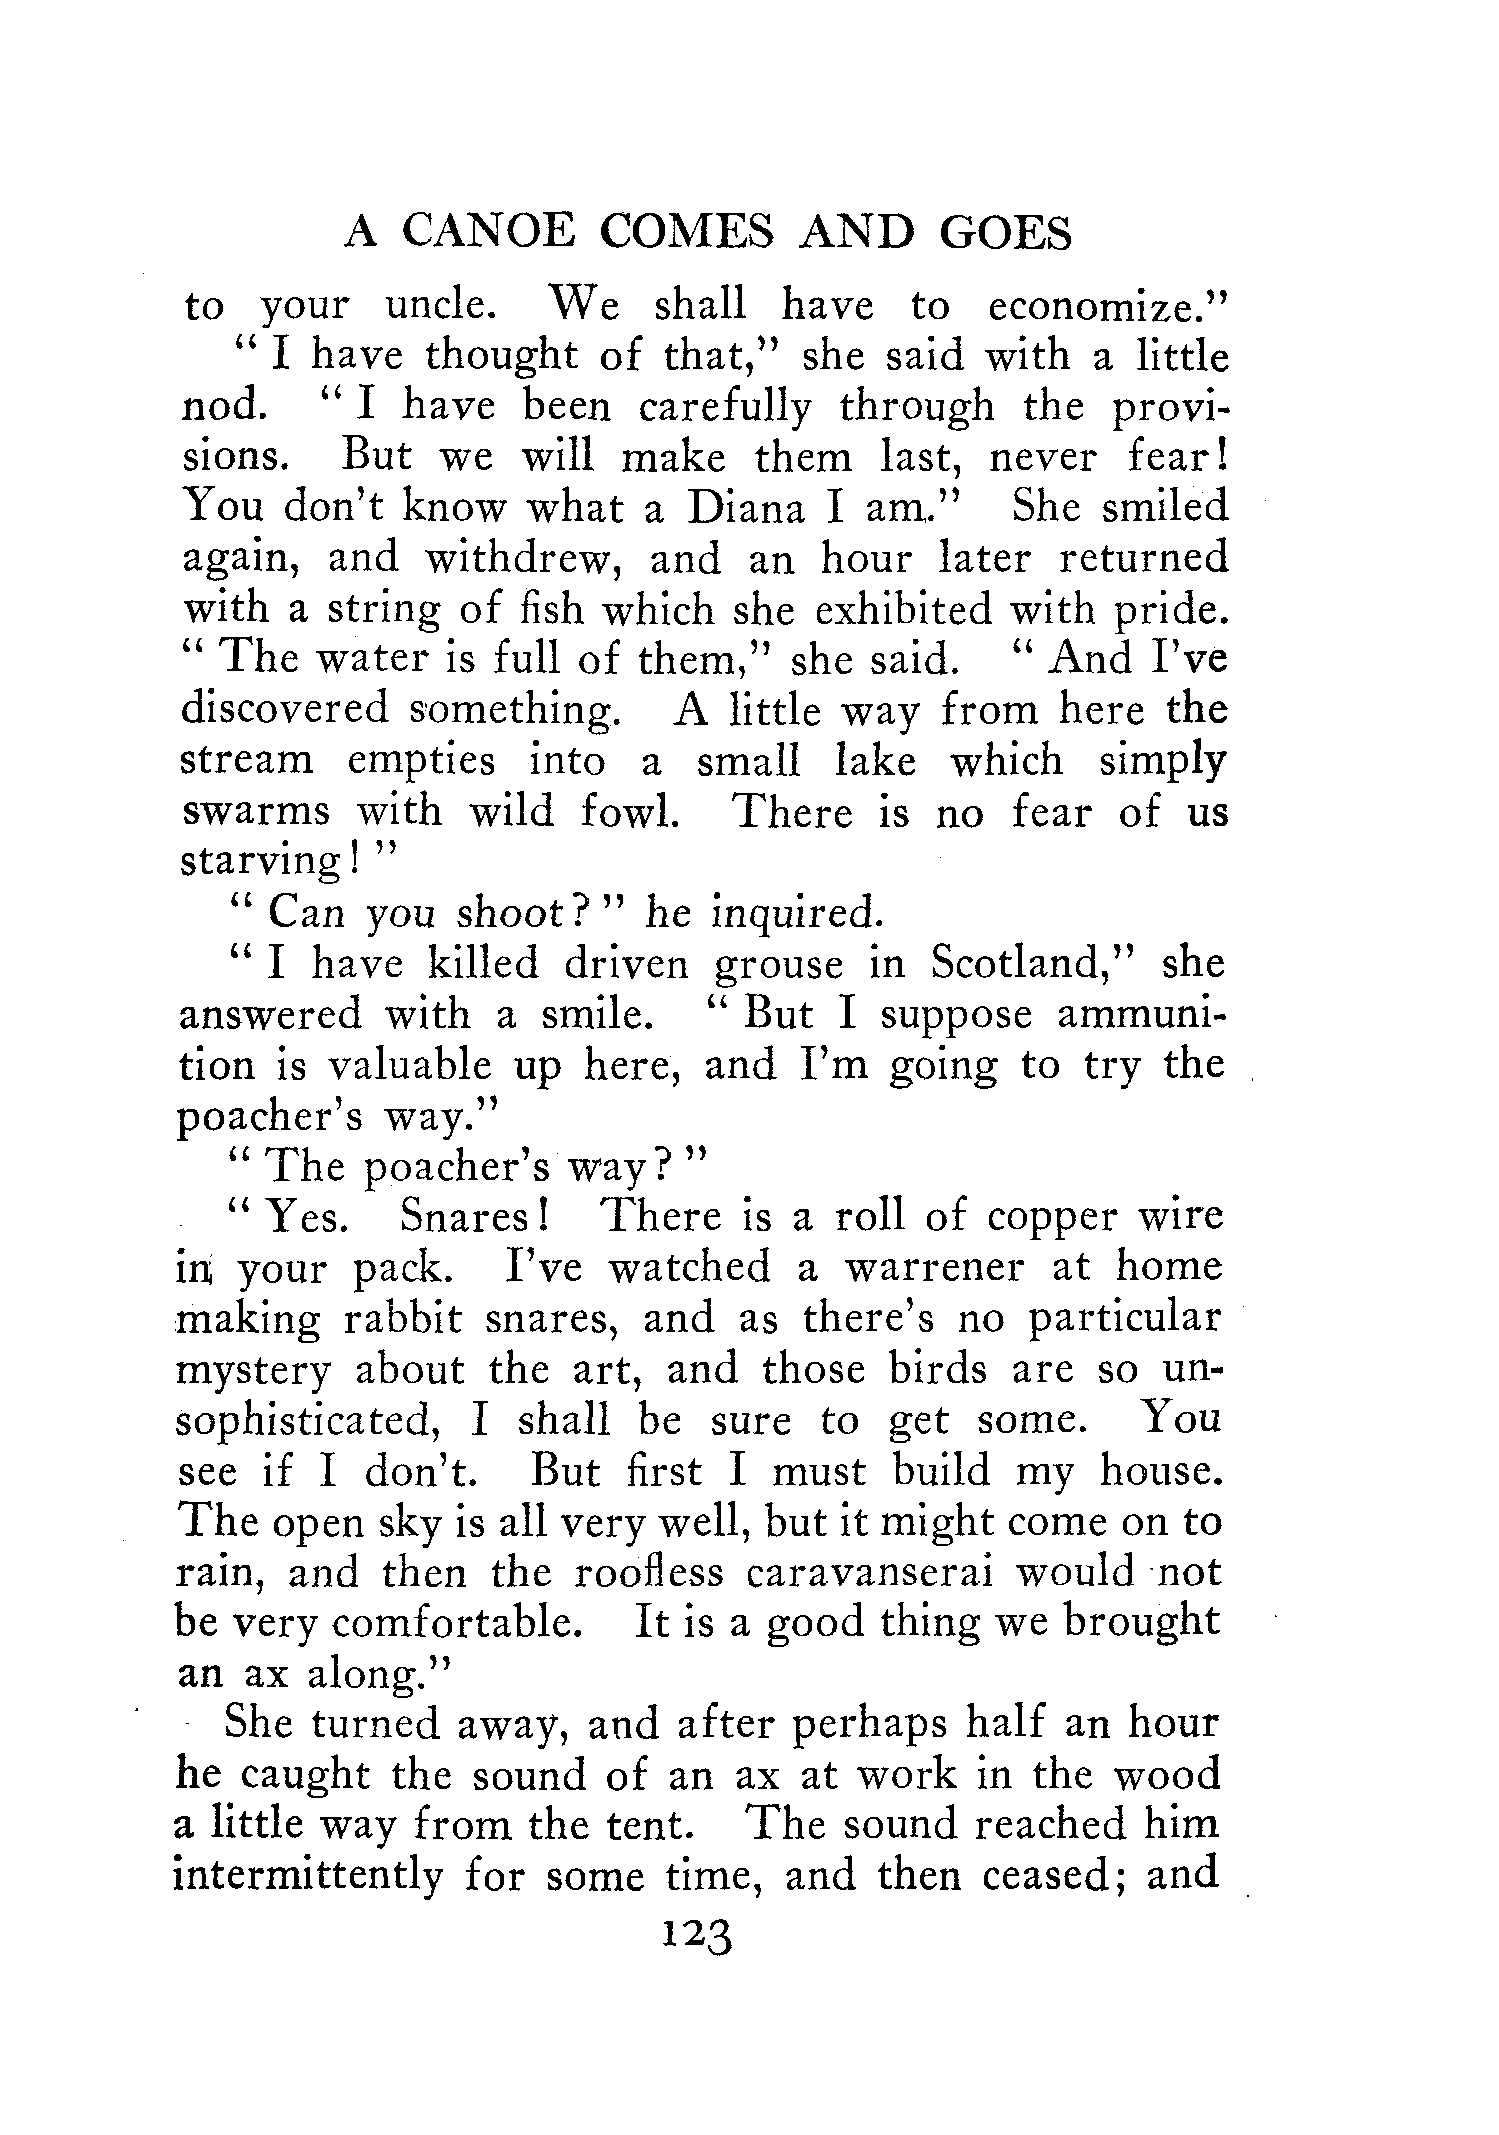 A CANOE COMES AND GOES
to your uncle. We shall have to economize."
" I have thought of that," she said with a little
nod. " I have been carefully through the provi-
sions. But we will make them last, never fear!
You don't know what a Diana I am." She smiled
again, and withdrew, and an hour later returned
with a string of fish which she exhibited with pride.
" The water is full of them," she said. " And I've
discovered something. A little way from here the
stream empties into a small lake which simply
swarms with wild fowl. There is no fear of us
starving! "
" Can you shoot? " he inquired.
" I have killed driven grouse in Scotland," she
answered with a smile. " But I suppose ammuni-
tion is valuable up here, and I'm going to try the
poacher's way."
" The poacher's way? "
" Yes. Snares! There is a roll of copper wire
in your pack. I've watched a warrener at home
making rabbit snares, and as there's no particular
mystery about the art, and those birds are so un-
sophisticated, I shall be sure to get some. You
see if I don't. But first I must build my house.
The open sky is all very well, but it might come on to
rain, and then the roofless caravanserai would not
be very comfortable. It is a good thing we brought
an ax along."
She turned away, and after perhaps half an hour
he caught the sound of an ax at work in the wood
a little way from the tent. The sound reached him
intermittently for some time, and then ceased; and
123